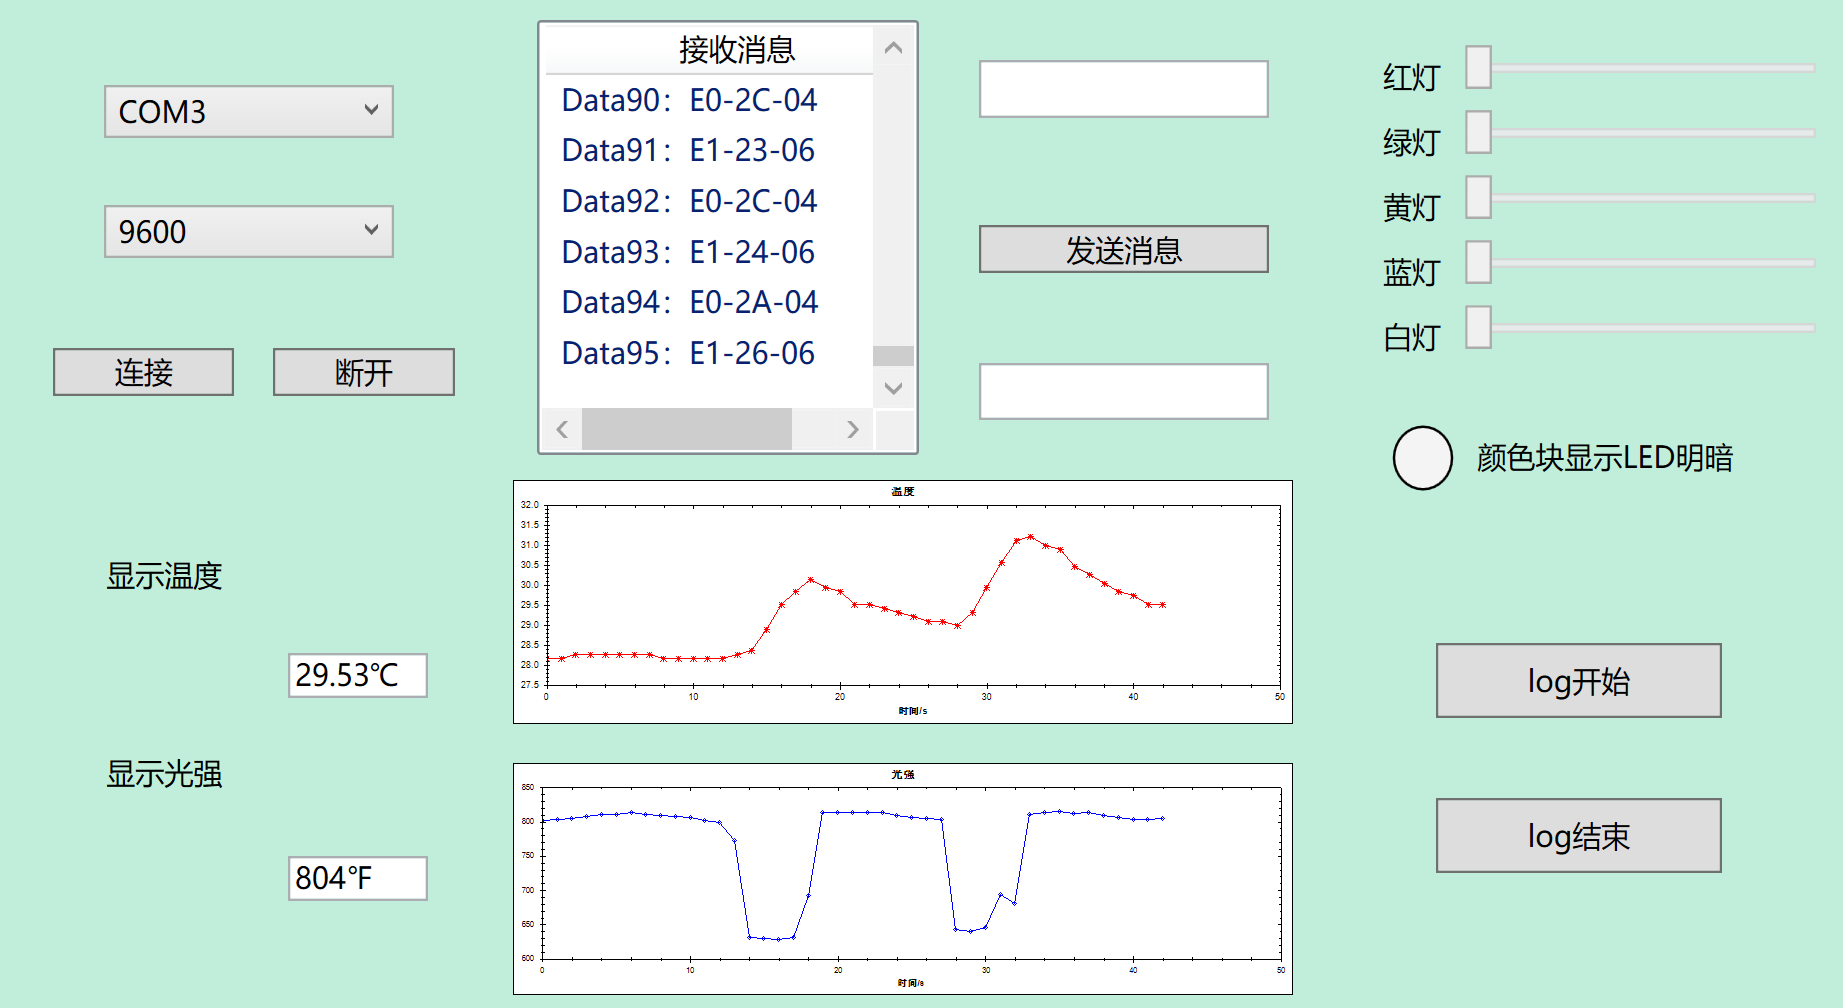 COM3
9600
连接
断开
接收消息
Data90：E0-2C-04
Data91：E1-23-06
Data92：E0-2C-04
Data93：E1-24-06
Data94：E0-2A-04
Data95：E1-26-06
发送消息
红灯
绿灯
黄灯
蓝灯
白灯
颜色块显示LED明暗
显示温度
29.53℃
显示光强
804℉
温度
32.0
31.5
31.0
30.5
30.0
29.5
29.0
28.5
28.0
27.5
0 10 20 30 40 50
时间/s
光强
850
800
750
700
650
600
0 10 20 30 40 50
时间/s
log开始
log结束